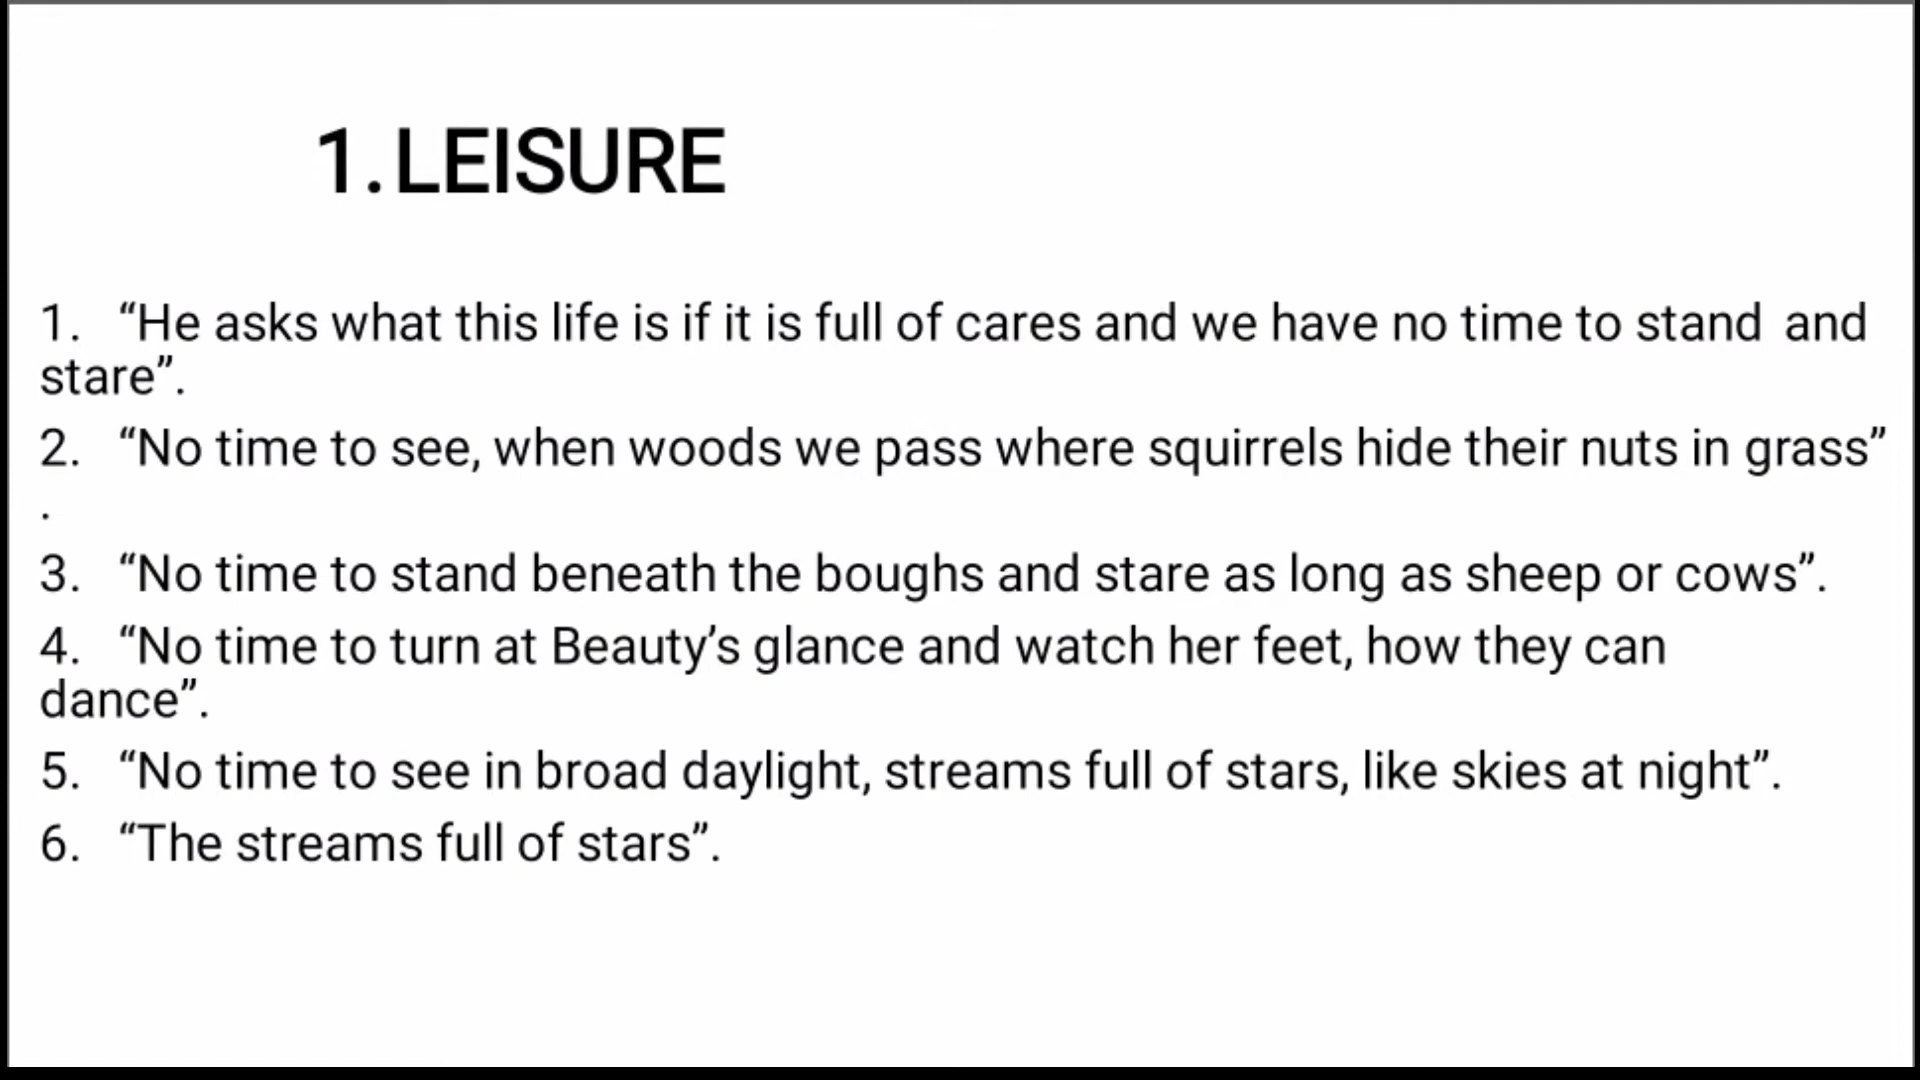 1. LEISURE
1. “He asks what this life is if it is full of cares and we have no time to stand and
stare”.
2. “No time to see, when woods we pass where squirrels hide their nuts in grass”
.
3. “No time to stand beneath the boughs and stare as long as sheep or cows”.
4. “No time to turn at Beauty’s glance and watch her feet, how they can
dance”.
5. “No time to see in broad daylight, streams full of stars, like skies at night”.
6. “The streams full of stars”.